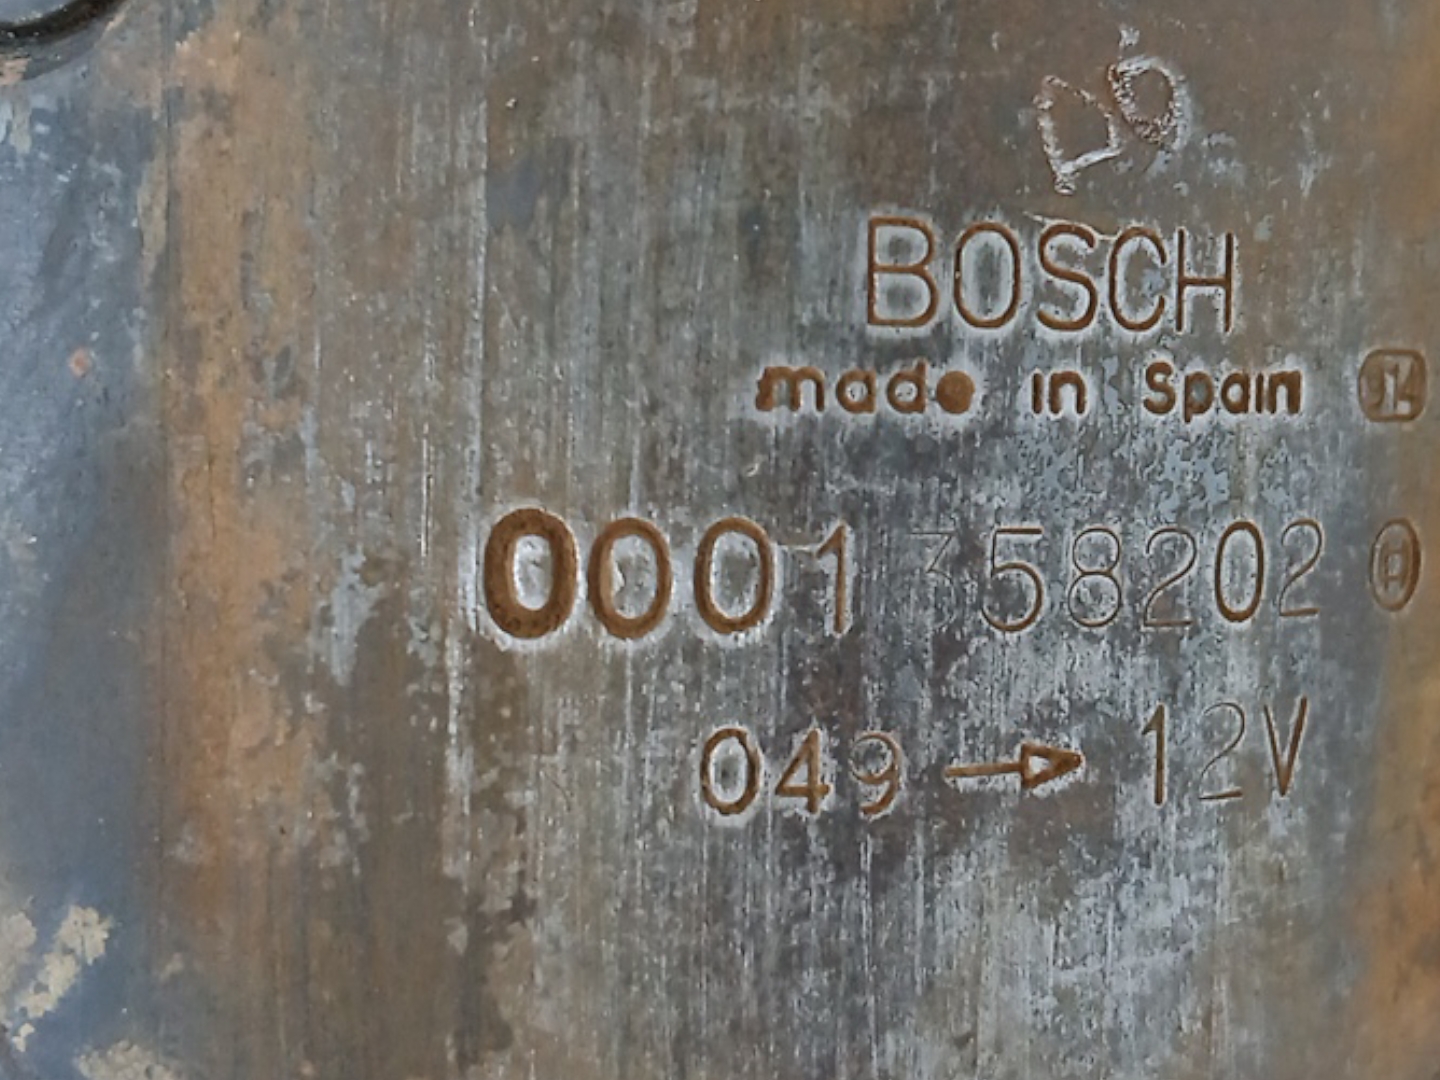 BOSCH
made in Spain
0001 358202 H
049 → 12V